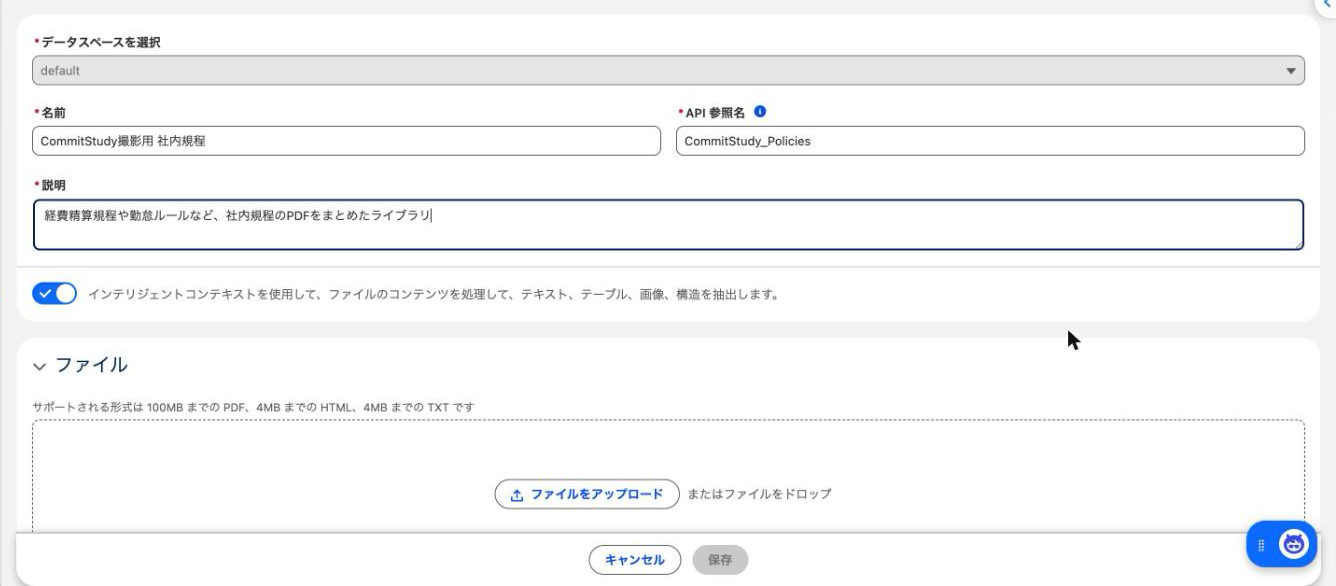 *データスペースを選択
default
*名前
*API 参照名
CommitStudy撮影用 社内規程
CommitStudy_Policies
*説明
経費精算規程や勤怠ルールなど、社内規程のPDFをまとめたライブラリ
インテリジェントコンテキストを使用して、ファイルのコンテンツを処理して、テキスト、テーブル、画像、構造を抽出します。
ファイル
サポートされる形式は 100MB までの PDF、4MB までの HTML、4MB までの TXT です
ファイルをアップロード またはファイルをドロップ
キャンセル 保存